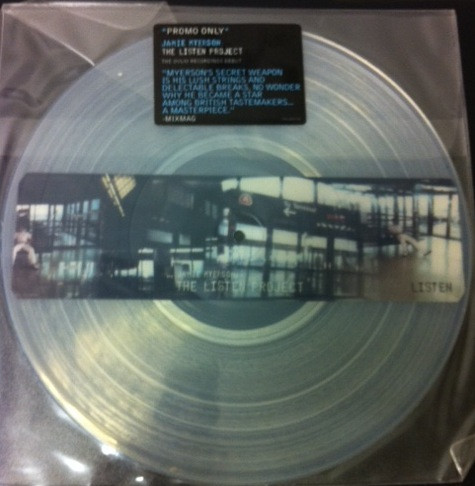 "PROMO ONLY"
JAMIE MYERSON
THE LISTEN PROJECT
"MYERSON'S SECRET WEAPON
IS HIS LUSH STRINGS AND
DELECTABLE BREAKS, NO WONDER
WHY HE BECAME A STAR
AMONG BRITISH TASTEMAKERS...
A MASTERPIECE."
-MIXMAG
MYERSON
THE LISTEN PROJECT
LISTEN